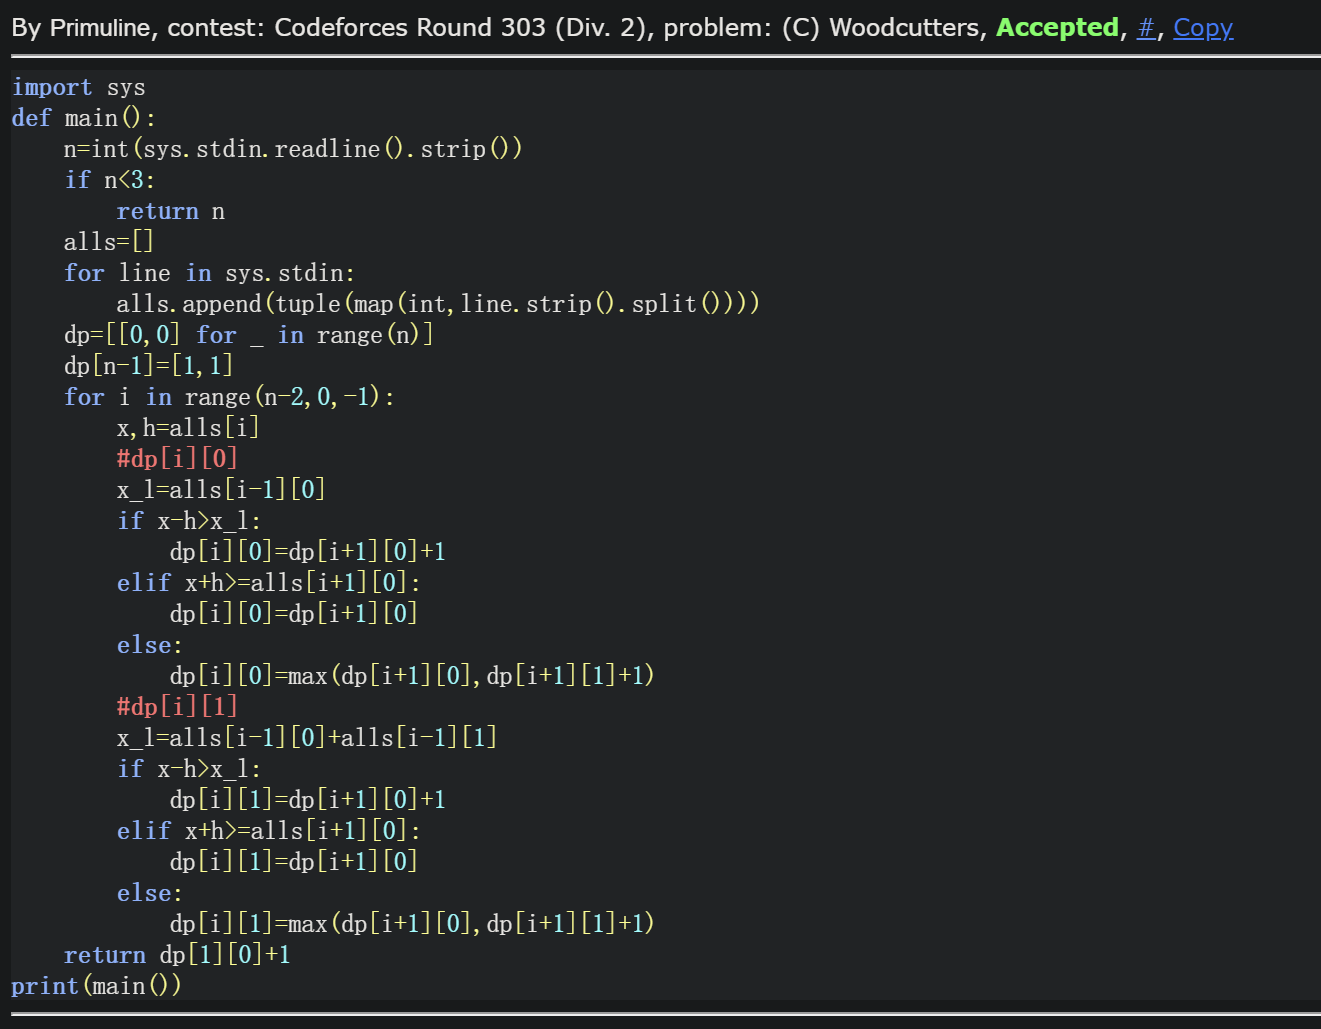 By Primuline, contest: Codeforces Round 303 (Div. 2), problem: (C) Woodcutters, Accepted, #, Copy
import sys
def main():
    n=int(sys.stdin.readline().strip())
    if n<3:
        return n
    alls=[]
    for line in sys.stdin:
        alls.append(tuple(map(int,line.strip().split())))
    dp=[[0,0] for _ in range(n)]
    dp[n-1]=[1,1]
    for i in range(n-2,0,-1):
        x,h=alls[i]
        #dp[i][0]
        x_l=alls[i-1][0]
        if x-h>x_l:
            dp[i][0]=dp[i+1][0]+1
        elif x+h>=alls[i+1][0]:
            dp[i][0]=dp[i+1][0]
        else:
            dp[i][0]=max(dp[i+1][0],dp[i+1][1]+1)
        #dp[i][1]
        x_l=alls[i-1][0]+alls[i-1][1]
        if x-h>x_l:
            dp[i][1]=dp[i+1][0]+1
        elif x+h>=alls[i+1][0]:
            dp[i][1]=dp[i+1][0]
        else:
            dp[i][1]=max(dp[i+1][0],dp[i+1][1]+1)
    return dp[1][0]+1
print(main())